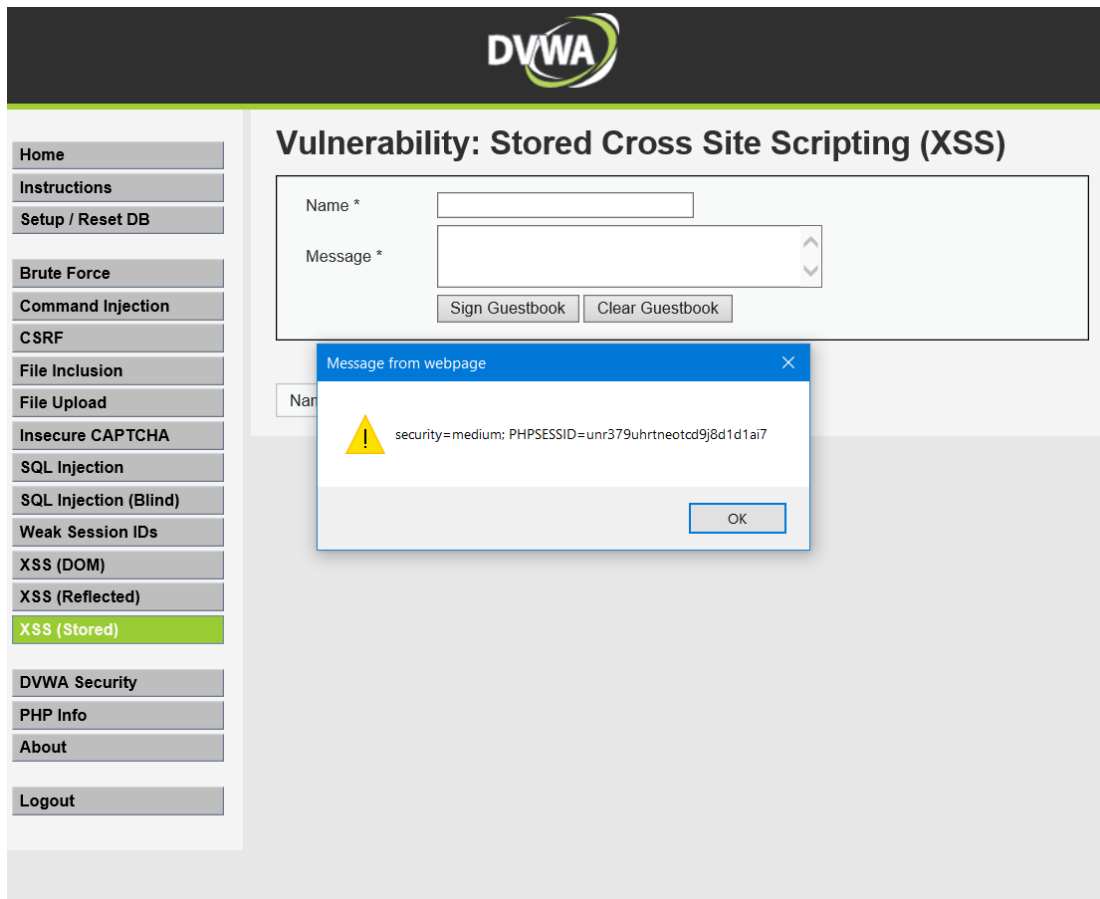 DVWA
Home
Instructions
Setup / Reset DB
Brute Force
Command Injection
CSRF
File Inclusion
File Upload
Insecure CAPTCHA
SQL Injection
SQL Injection (Blind)
Weak Session IDs
XSS (DOM)
XSS (Reflected)
XSS (Stored)
DVWA Security
PHP Info
About
Logout
Vulnerability: Stored Cross Site Scripting (XSS)
Name *
Message *
Sign Guestbook Clear Guestbook
Message from webpage
security=medium; PHPSESSID=unr379uhrtneotcd9j8d1d1ai7
OK